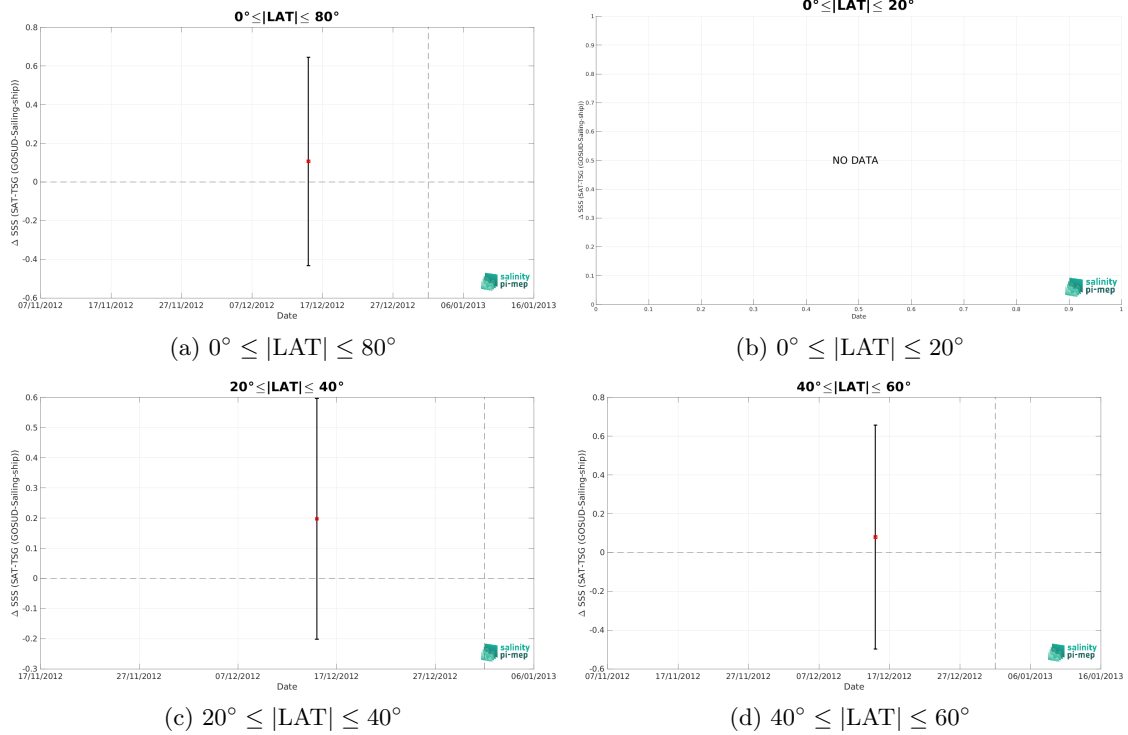 0°≤|LAT|≤ 80°
Δ SSS (SAT-TSG (GOSUD-Sailing-ship))
0.8
0.6
0.4
0.2
0
-0.2
-0.4
-0.6
07/11/2012 17/11/2012 27/11/2012 07/12/2012 17/12/2012 27/12/2012 06/01/2013 16/01/2013
Date
salinity
pi-mep
(a) 0° ≤ |LAT| ≤ 80°
0°≤|LAT|≤ 20°
Δ SSS (SAT-TSG (GOSUD-Sailing-ship))
1
0.9
0.8
0.7
0.6
0.5
0.4
0.3
0.2
0.1
0
NO DATA
0 0.1 0.2 0.3 0.4 0.5 0.6 0.7 0.8 0.9 1
Date
salinity
pi-mep
(b) 0° ≤ |LAT| ≤ 20°
20°≤|LAT|≤ 40°
Δ SSS (SAT-TSG (GOSUD-Sailing-ship))
0.6
0.5
0.4
0.3
0.2
0.1
0
-0.1
-0.2
-0.3
17/11/2012 27/11/2012 07/12/2012 17/12/2012 27/12/2012 06/01/2013
Date
salinity
pi-mep
(c) 20° ≤ |LAT| ≤ 40°
40°≤|LAT|≤ 60°
Δ SSS (SAT-TSG (GOSUD-Sailing-ship))
0.8
0.6
0.4
0.2
0
-0.2
-0.4
-0.6
07/11/2012 17/11/2012 27/11/2012 07/12/2012 17/12/2012 27/12/2012 06/01/2013 16/01/2013
Date
salinity
pi-mep
(d) 40° ≤ |LAT| ≤ 60°